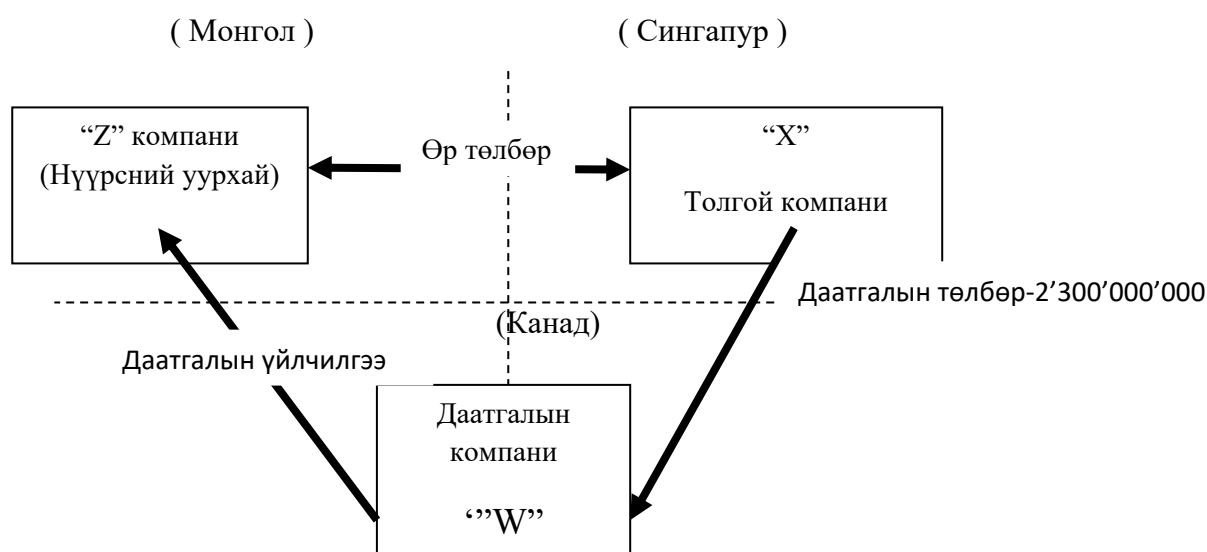 ( Монгол )
( Сингапур )
“Z” компани
(Нүүрсний уурхай)
Өр төлбөр
“X”
Толгой компани
Даатгалын төлбөр-2’300’000’000
(Канад)
Даатгалын үйлчилгээ
Даатгалын
компани
‘”W”